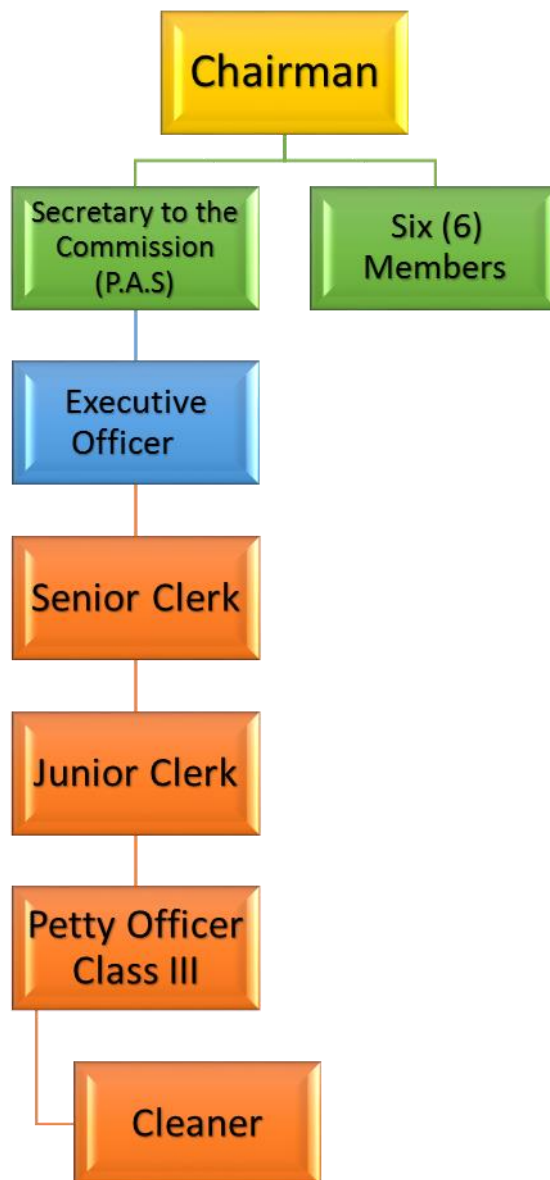 Chairman
Secretary to the
Commission
(P.A.S)
Six (6)
Members
Executive
Officer
Senior Clerk
Junior Clerk
Petty Officer
Class III
Cleaner